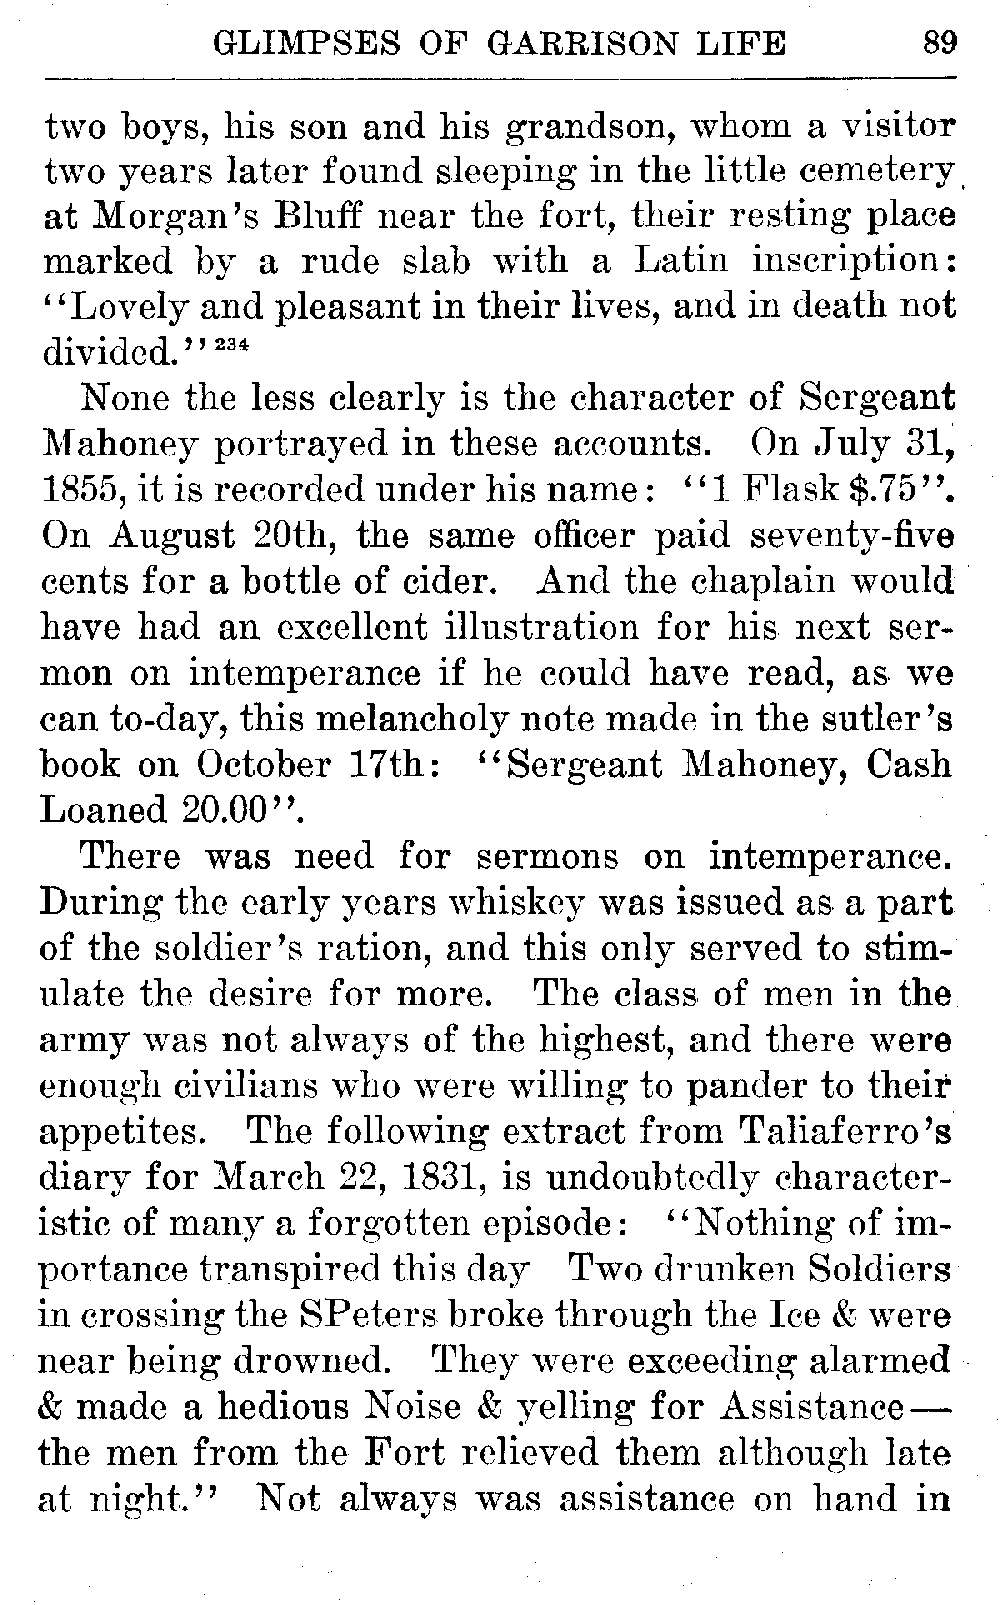 GLIMPSES OF GARRISON LIFE 89
two boys, his son and his grandson, whom a visitor
two years later found sleeping in the little cemetery
at Morgan's Bluff near the fort, their resting place
marked by a rude slab with a Latin inscription:
"Lovely and pleasant in their lives, and in death not
divided."234
None the less clearly is the character of Sergeant
Mahoney portrayed in these accounts. On July 31,
1855, it is recorded under his name: "1 Flask $.75".
On August 20th, the same officer paid seventy-five
cents for a bottle of cider. And the chaplain would
have had an excellent illustration for his next ser-
mon on intemperance if he could have read, as we
can to-day, this melancholy note made in the sutler's
book on October 17th: "Sergeant Mahoney, Cash
Loaned 20.00".
There was need for sermons on intemperance.
During the early years whiskey was issued as a part
of the soldier's ration, and this only served to stim-
ulate the desire for more. The class of men in the
army was not always of the highest, and there were
enough civilians who were willing to pander to their
appetites. The following extract from Taliaferro's
diary for March 22, 1831, is undoubtedly character-
istic of many a forgotten episode: "Nothing of im-
portance transpired this day Two drunken Soldiers
in crossing the SPeters broke through the Ice & were
near being drowned. They were exceeding alarmed
& made a hedious Noise & yelling for Assistance—
the men from the Fort relieved them although late
at night." Not always was assistance on hand in